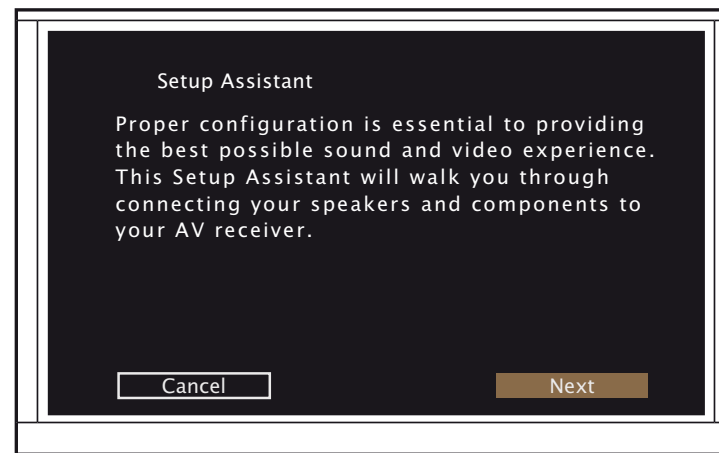 Setup Assistant
Proper configuration is essential to providing
the best possible sound and video experience.
This Setup Assistant will walk you through
connecting your speakers and components to
your AV receiver.
Cancel
Next